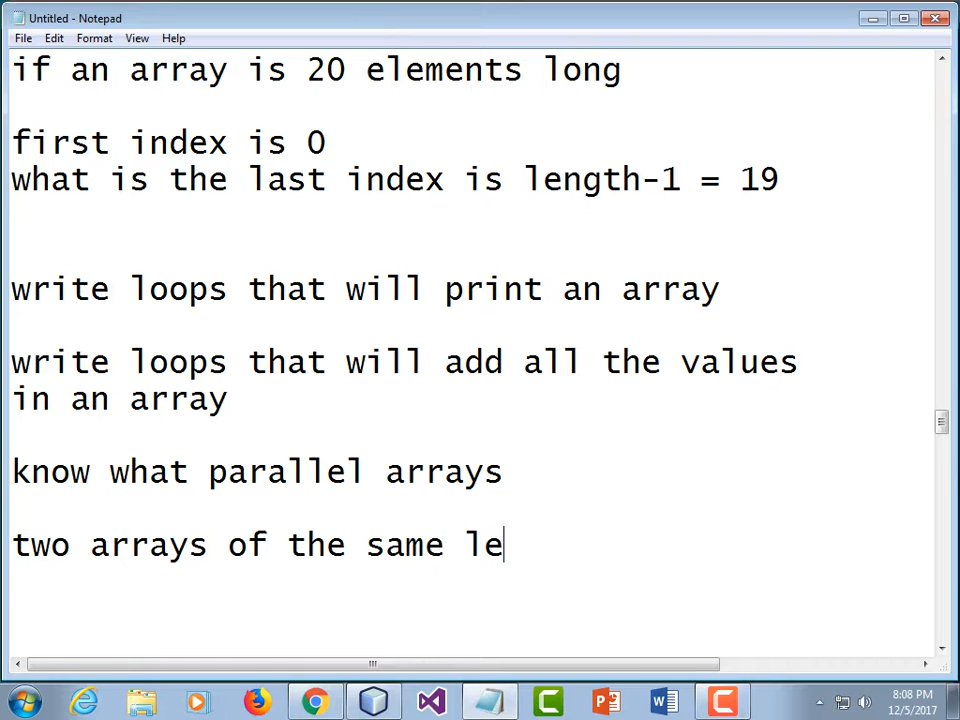 Untitled - Notepad
File Edit Format View Help
if an array is 20 elements long
first index is 0
what is the last index is length-1 = 19
write loops that will print an array
write loops that will add all the values
in an array
know what parallel arrays
two arrays of the same le
8:08 PM
12/5/2017